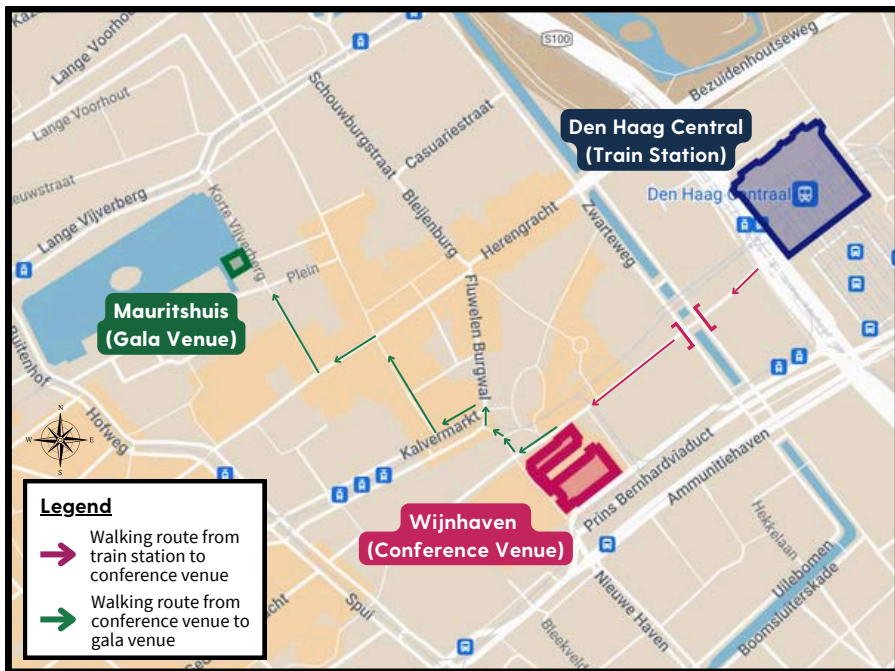 Lange Voorhout
Lange Voorhout
S100
Bezuidenhoutseweg
Schouwburgstraat
Casuariestraat
Den Haag Central
(Train Station)
Den Haag Centraal
Lange Vijverberg
Korte Vijverberg
Bleijenburg
Herengracht
Zwarteweg
Plein
Mauritshuis
(Gala Venue)
Fluwelen Burgwal
Buitenhof
Hofweg
Kalvermarkt
N
W E
S
Prins Bernhardviaduct
Ammunitiehaven
Wijnhaven
(Conference Venue)
Hekkelaan
Uilebomen
Boomsluiterskade
Nieuwe Haven
Bleekveld
Spui
Legend
Walking route from
train station to
conference venue
Walking route from
conference venue to
gala venue